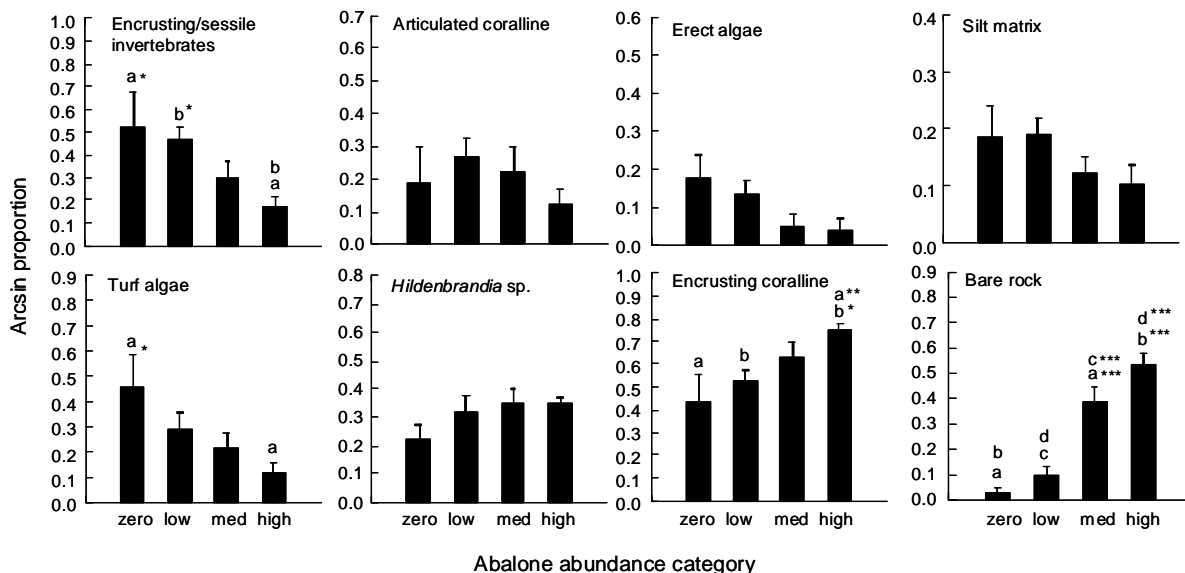 Arcsin proportion
Encrusting/sessile
invertebrates
1.0
0.9
0.8
0.7
0.6
0.5
0.4
0.3
0.2
0.1
0.0
a *
b *
b
a
Articulated coralline
0.7
0.6
0.5
0.4
0.3
0.2
0.1
0.0
Erect algae
0.6
0.5
0.4
0.3
0.2
0.1
0.0
Silt matrix
0.4
0.3
0.2
0.1
0.0
Turf algae
0.9
0.8
0.7
0.6
0.5
0.4
0.3
0.2
0.1
0.0
a *
a
zero low med high
Hildenbrandia sp.
0.8
0.7
0.6
0.5
0.4
0.3
0.2
0.1
0.0
zero low med high
Encrusting coralline
1.0
0.9
0.8
0.7
0.6
0.5
0.4
0.3
0.2
0.1
0.0
a
b
a **
b *
zero low med high
Bare rock
0.9
0.8
0.7
0.6
0.5
0.4
0.3
0.2
0.1
0.0
b
a
d
c
c ***
a ***
d ***
b ***
zero low med high
Abalone abundance category